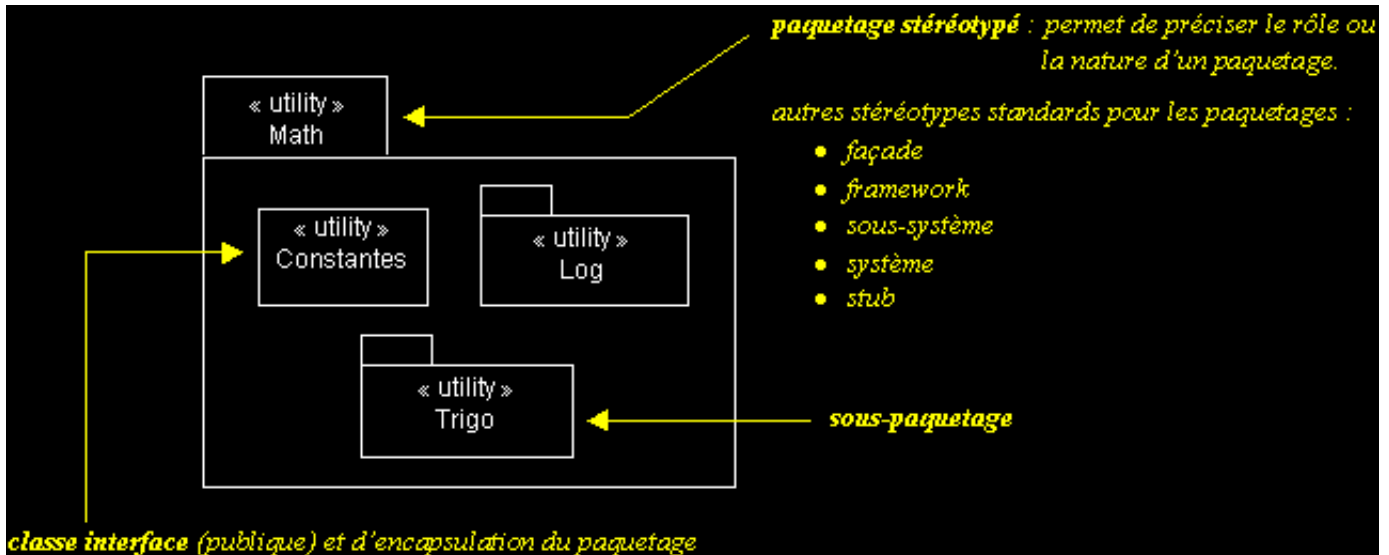 paquetage stéréotypé : permet de préciser le rôle ou
la nature d'un paquetage.
« utility »
Math
autres stéréotypes standards pour les paquetages :
• façade
• framework
• sous-système
• système
• stub
« utility »
Constantes
« utility »
Log
« utility »
Trigo
sous-paquetage
classe interface (publique) et d'encapsulation du paquetage